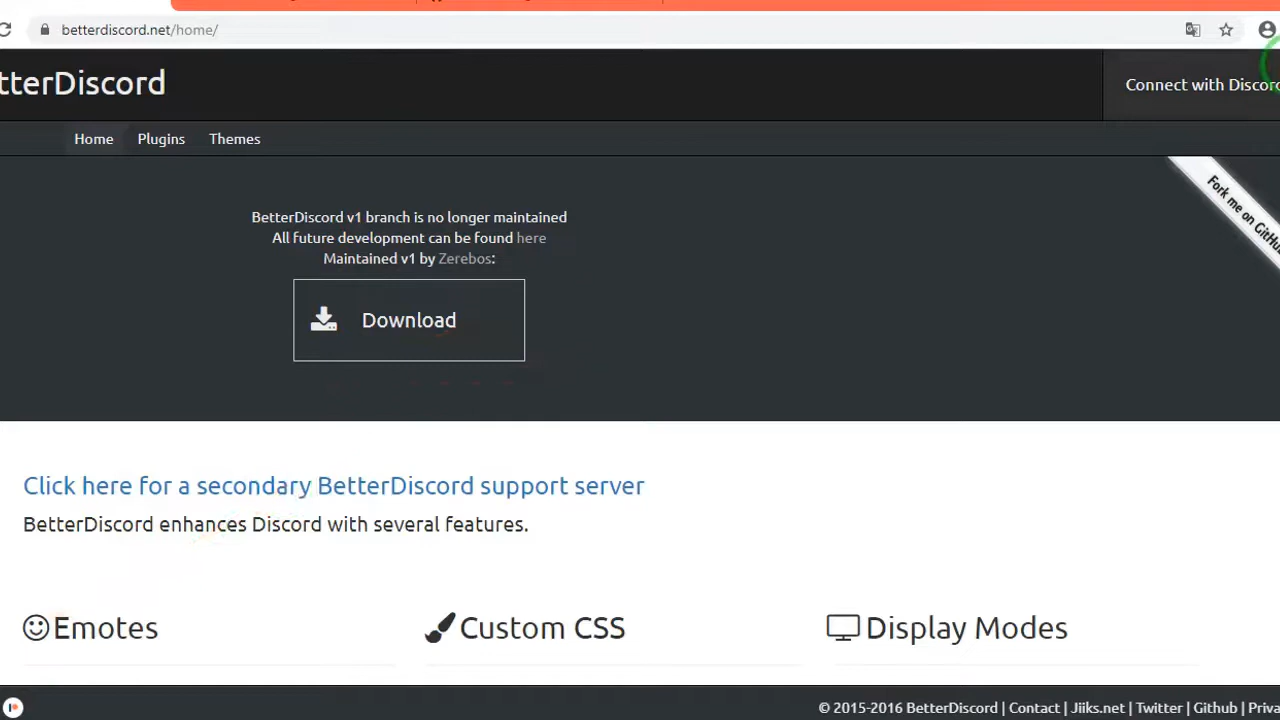 betterdiscord.net/home/
tterDiscord
Connect with Discord
Home
Plugins
Themes
Fork me on GitHub
BetterDiscord v1 branch is no longer maintained
All future development can be found here
Maintained v1 by Zerebos:
Download
Click here for a secondary BetterDiscord support server
BetterDiscord enhances Discord with several features.
Emotes
Custom CSS
Display Modes
© 2015-2016 BetterDiscord | Contact | Jiiks.net | Twitter | Github | Priva